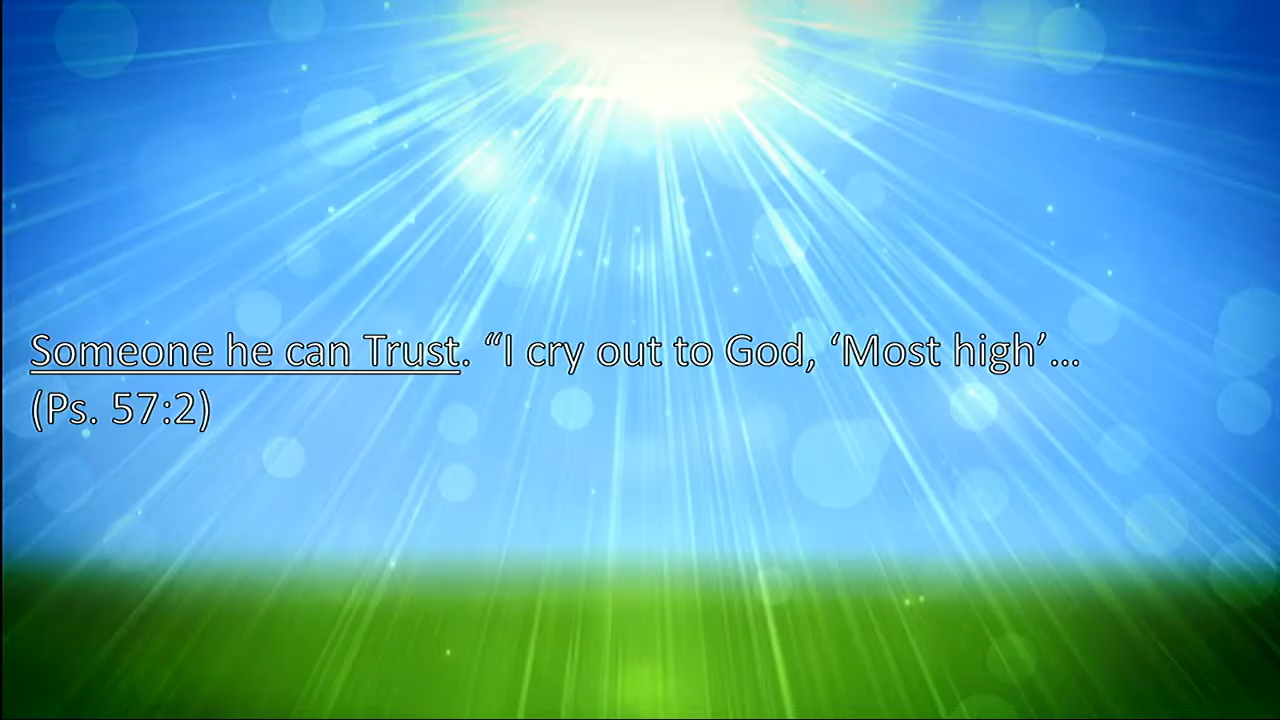 Someone he can Trust. “I cry out to God, ‘Most high’…
(Ps. 57:2)